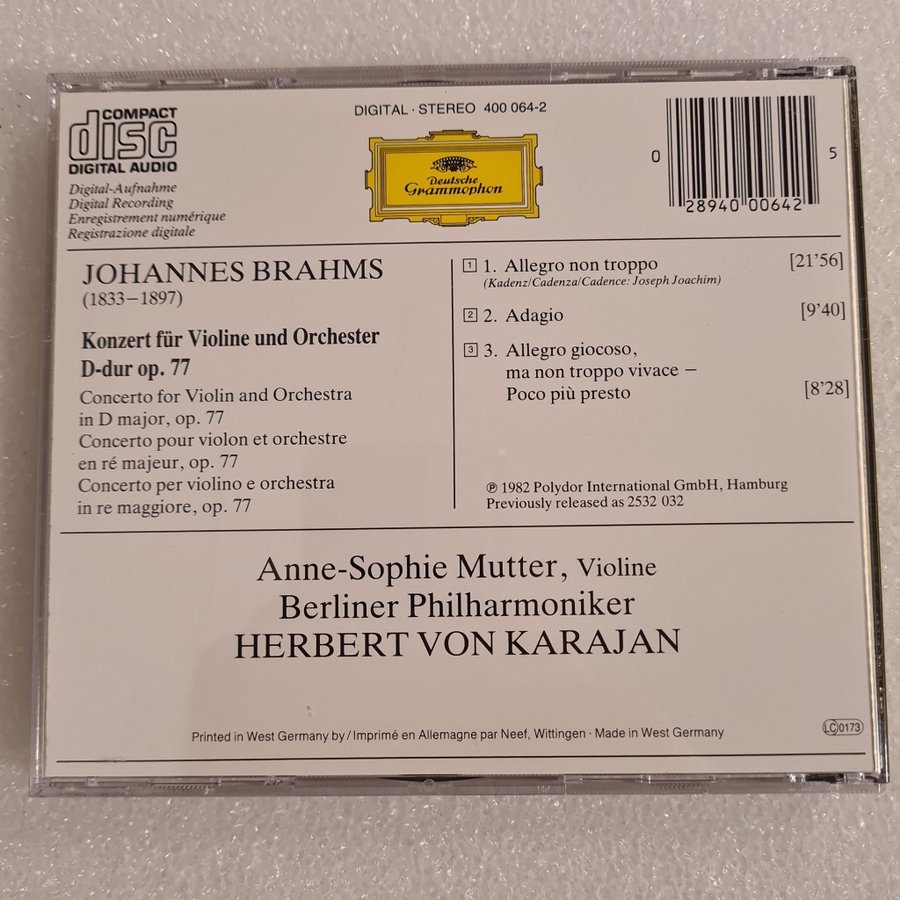 COMPACT
disc
DIGITAL AUDIO
Digital-Aufnahme
Digital Recording
Enregistrement numérique
Registrazione digitale
DIGITAL · STEREO 400 064-2
Deutsche
Grammophon
0 28940 00642 5
JOHANNES BRAHMS
(1833–1897)
Konzert für Violine und Orchester
D-dur op. 77
Concerto for Violin and Orchestra
in D major, op. 77
Concerto pour violon et orchestre
en ré majeur, op. 77
Concerto per violino e orchestra
in re maggiore, op. 77
1 1. Allegro non troppo [21'56]
(Kadenz/Cadenza/Cadence: Joseph Joachim)
2 2. Adagio [9'40]
3 3. Allegro giocoso,
ma non troppo vivace –
Poco più presto [8'28]
℗ 1982 Polydor International GmbH, Hamburg
Previously released as 2532 032
Anne-Sophie Mutter, Violine
Berliner Philharmoniker
HERBERT VON KARAJAN
Printed in West Germany by / Imprimé en Allemagne par Neef, Wittingen · Made in West Germany
LC 0173